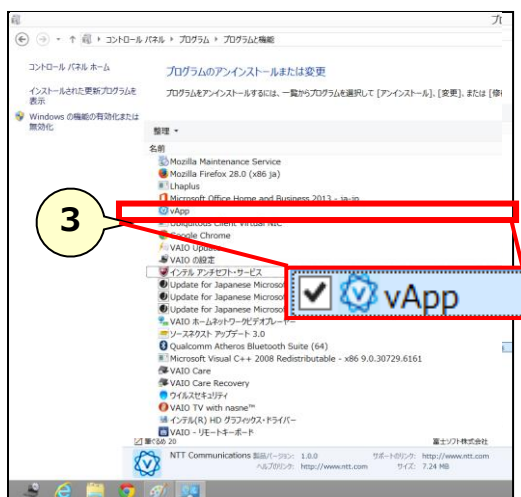 プ
コントロール パネル ▸ プログラム ▸ プログラムと機能
コントロール パネル ホーム
インストールされた更新プログラムを
表示
Windows の機能の有効化または
無効化
プログラムのアンインストールまたは変更
プログラムをアンインストールするには、一覧からプログラムを選択して [アンインストール]、[変更]、または [修
整理
名前
Mozilla Maintenance Service
Mozilla Firefox 28.0 (x86 ja)
Lhaplus
Microsoft Office Home and Business 2013 - ja-jp
vApp
Ubiquitous Client Virtual NIC
Google Chrome
VAIO Update
VAIO の設定
インテル アンチセフト・サービス
Update for Japanese Microso
Update for Japanese Microso
Update for Japanese Microso
VAIO ホームネットワークビデオプレーヤー
ソースネクスト アップデート 3.0
Qualcomm Atheros Bluetooth Suite (64)
Microsoft Visual C++ 2008 Redistributable - x86 9.0.30729.6161
VAIO Care
VAIO Care Recovery
ウイルスセキュリティ
VAIO TV with nasne™
インテル(R) HD グラフィックス・ドライバー
VAIO - リモートキーボード
筆ぐるめ 20
富士ソフト株式会社
3
vApp
NTT Communications 製品バージョン: 1.0.0 サポートのリンク: http://www.ntt.com
ヘルプのリンク: http://www.ntt.com サイズ: 7.24 MB